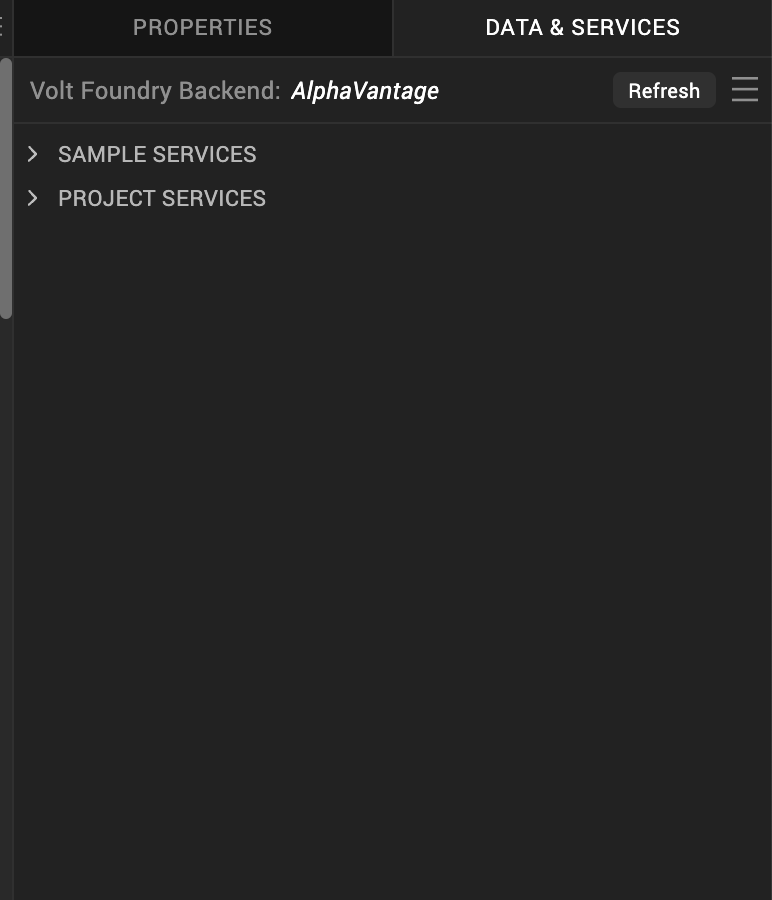 PROPERTIES DATA & SERVICES
Volt Foundry Backend: AlphaVantage Refresh
SAMPLE SERVICES
PROJECT SERVICES